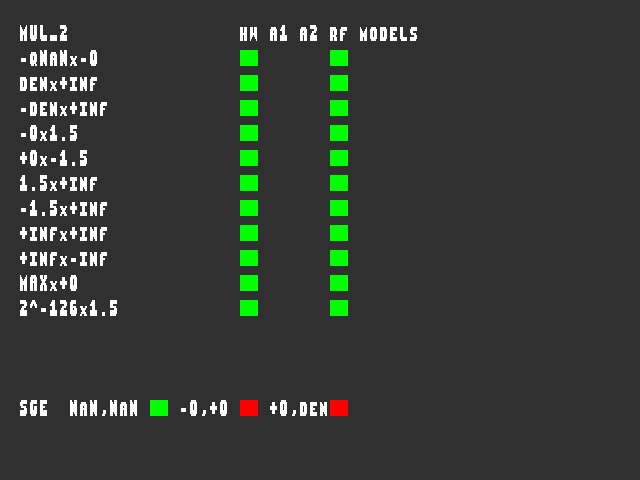 MUL_2 HW A1 A2 RF MODELS
-QNANx-0
DENx+INF
-DENx+INF
-0x1.5
+0x-1.5
1.5x+INF
-1.5x+INF
+INFx+INF
+INFx-INF
MAXx+0
2^-126x1.5
SGE NAN,NAN -0,+0 +0,DEN